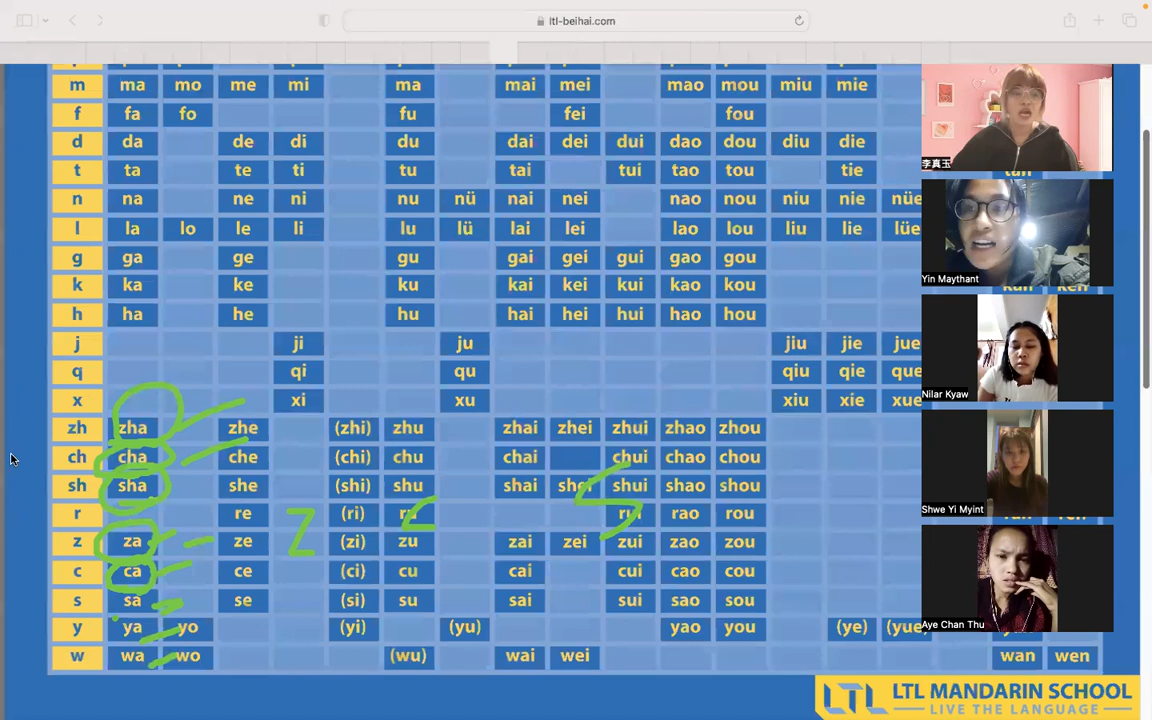 ltl-beihai.com
m ma mo me mi ma mai mei mao mou miu mie
f fa fo fu fei fou
d da de di du dai dei dui dao dou diu die
t ta te ti tu tai tui tao tou tie
n na ne ni nu nü nai nei nao nou niu nie nüe
l la lo le li lu lü lai lei lao lou liu lie lüe
g ga ge gu gai gei gui gao gou
k ka ke ku kai kei kui kao kou
h ha he hu hai hei hui hao hou
j ji ju jiu jie jue
q qi qu qiu qie que
x xi xu xiu xie xue
zh zha zhe (zhi) zhu zhai zhei zhui zhao zhou
ch cha che (chi) chu chai chui chao chou
sh sha she (shi) shu shai shei shui shao shou
r re (ri) ru rui rao rou
z za ze Z (zi) zu zai zei zui zao zou
c ca ce (ci) cu cai cui cao cou
s sa se (si) su sai sui sao sou
y ya yo (yi) (yu) yao you (ye) (yue)
w wa wo (wu) wai wei wan wen
李真玉
Yin Maythant
Nilar Kyaw
Shwe Yi Myint
Aye Chan Thu
LTL MANDARIN SCHOOL
LIVE THE LANGUAGE